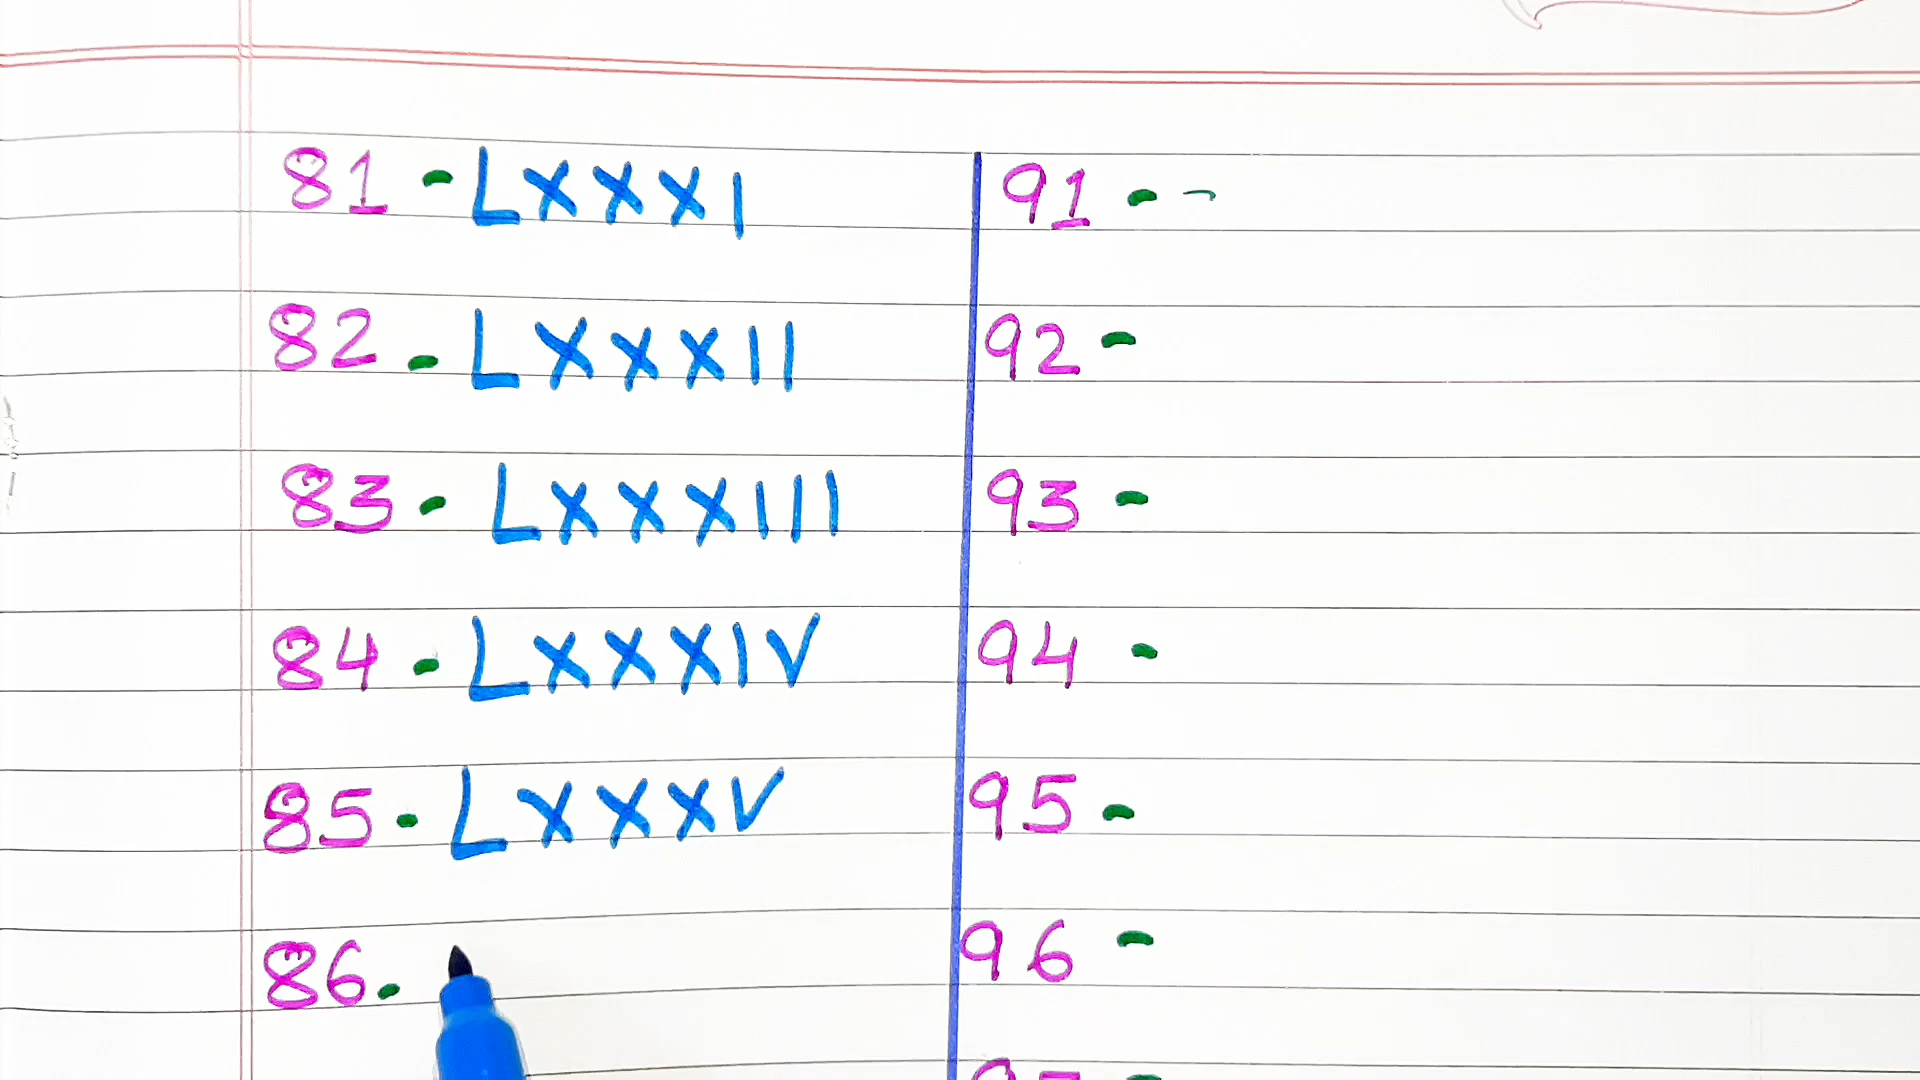 81 - LXXXI
82 - LXXXII
83 - LXXXIII
84 - LXXXIV
85 - LXXXV
86 -
91 - -
92 -
93 -
94 -
95 -
96 -